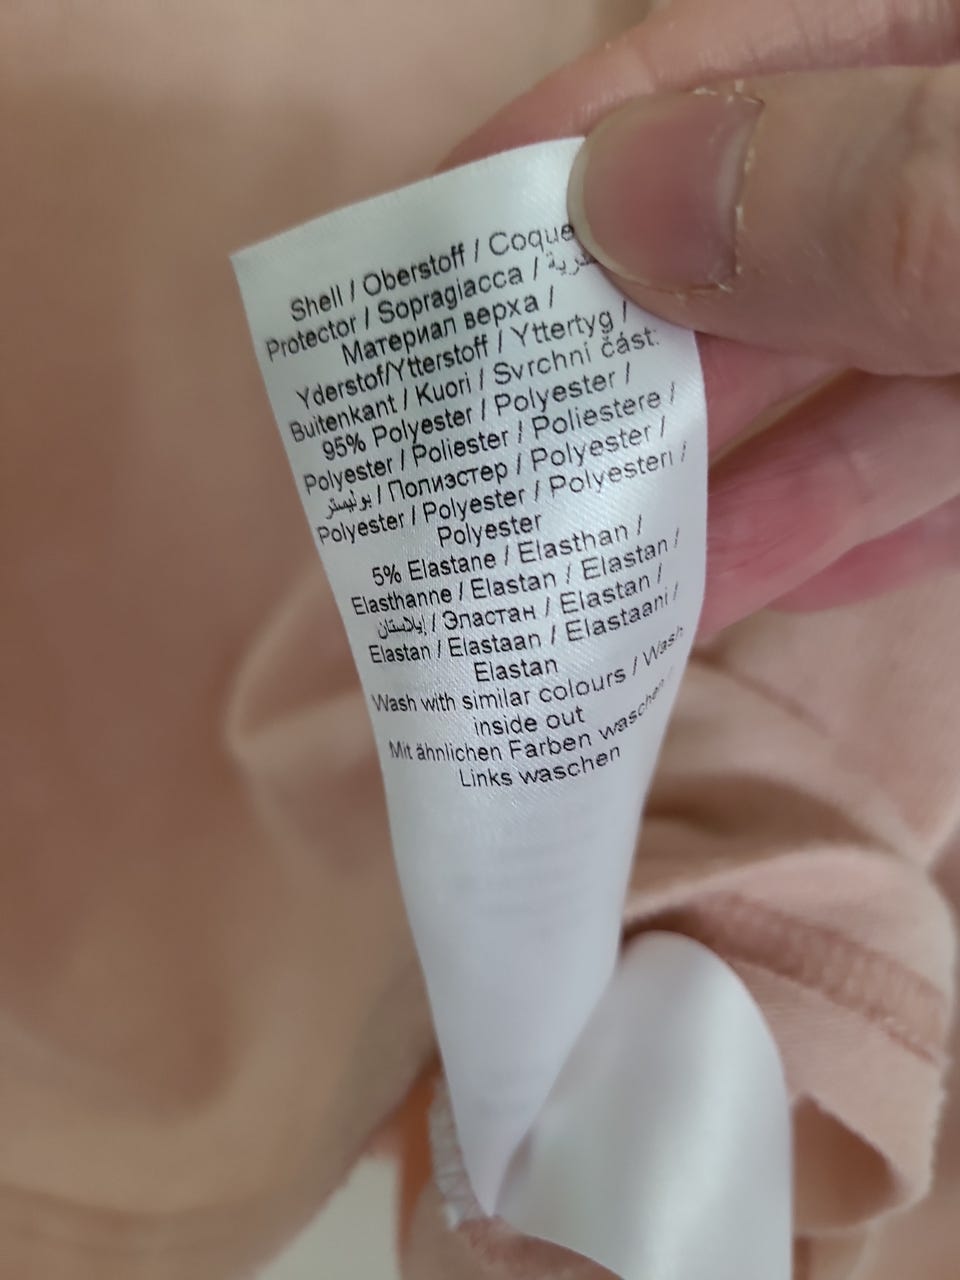 Shell / Oberstoff / Coque
Protector / Sopragiacca /
Материал верха /
Yderstof/Ytterstoff / Yttertyg /
Buitenkant / Kuori / Svrchní část:
95% Polyester / Polyester /
Polyester / Poliester / Poliestere /
بوليستر / Полиэстер / Polyester /
Polyester / Polyester / Polyesteri /
Polyester
5% Elastane / Elasthan /
Elasthanne / Elastan / Elastan /
إيلاستان / Эластан / Elastan /
Elastan / Elastaan / Elastaani /
Elastan
Wash with similar colours / Wash
inside out
Mit ähnlichen Farben waschen /
Links waschen